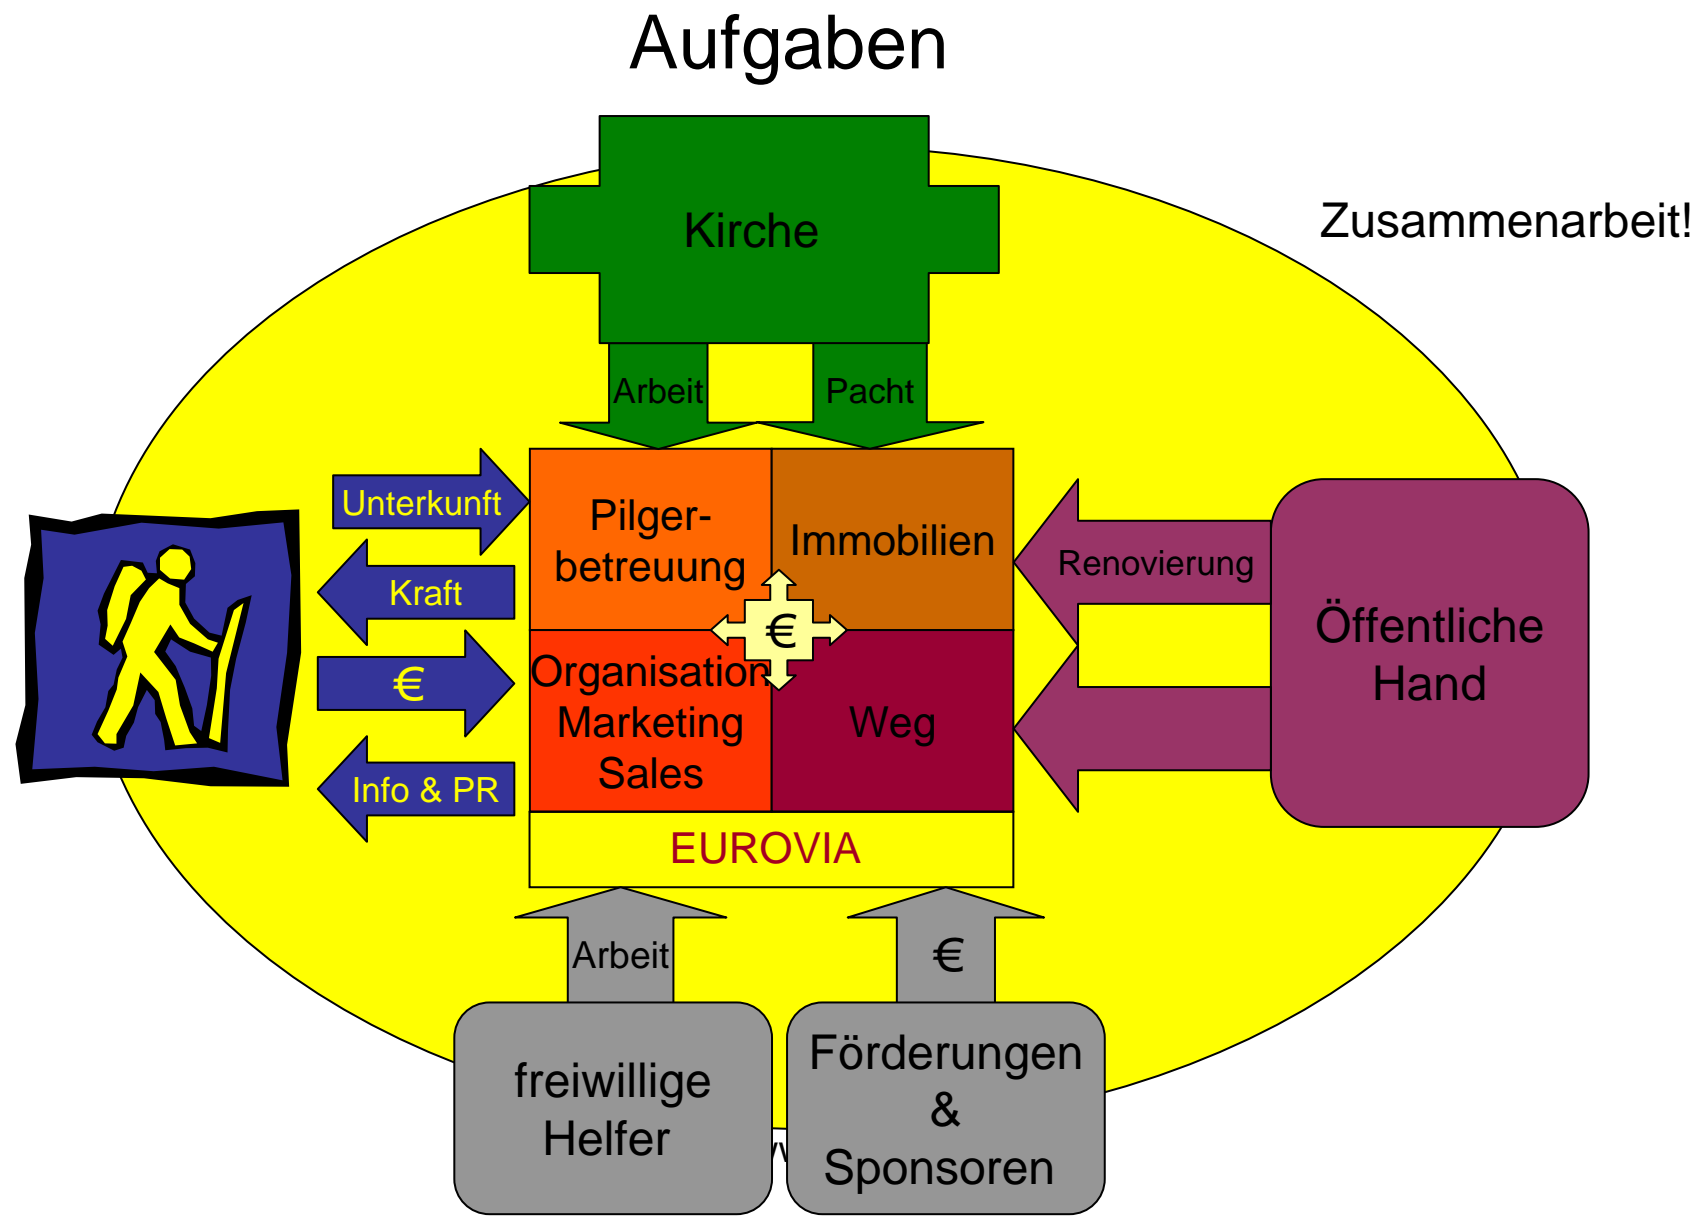 Aufgaben
Zusammenarbeit!
Kirche
Arbeit
Pacht
Unterkunft
Kraft
€
Info & PR
Pilger-
betreuung
Immobilien
€
Organisation
Marketing
Sales
Weg
EUROVIA
Renovierung
Öffentliche
Hand
Arbeit
€
freiwillige
Helfer
Förderungen
&
Sponsoren